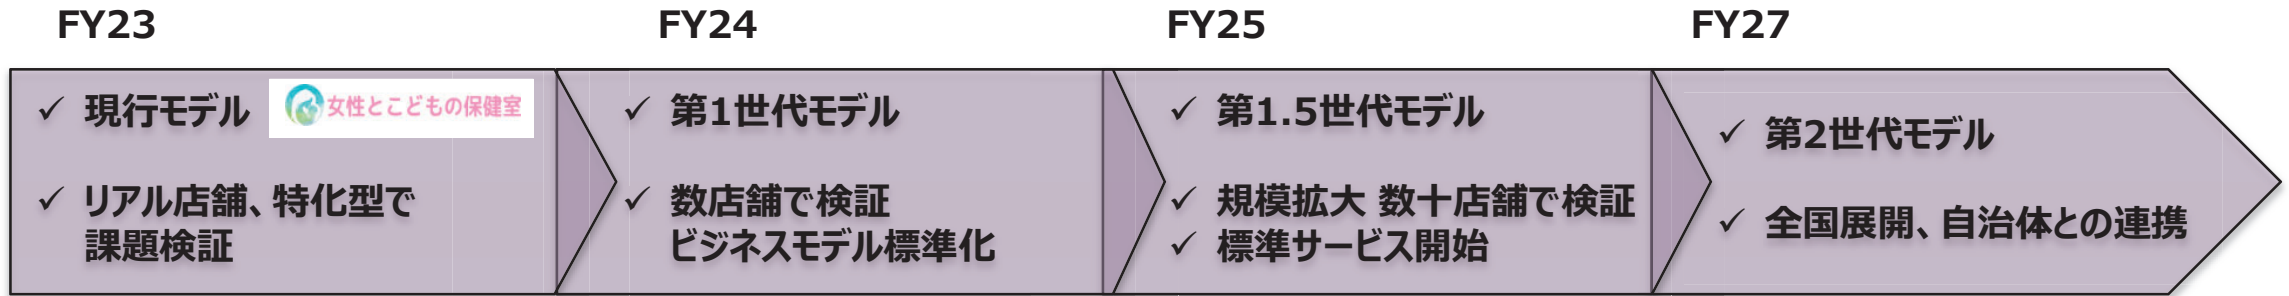 FY23
FY24
FY25
FY27
✓ 現行モデル
女性とこどもの保健室
✓ リアル店舗、特化型で
課題検証
✓ 第1世代モデル
✓ 数店舗で検証
ビジネスモデル標準化
✓ 第1.5世代モデル
✓ 規模拡大 数十店舗で検証
✓ 標準サービス開始
✓ 第2世代モデル
✓ 全国展開、自治体との連携